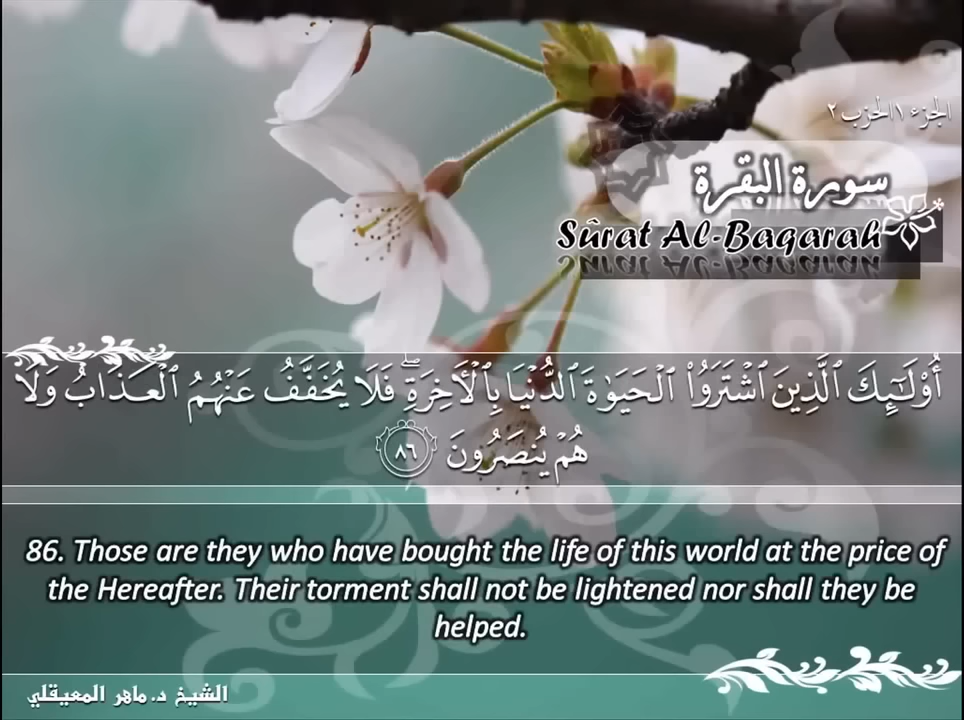 الجزء ١ الحزب ٢
سورة البقرة
Sûrat Al-Baqarah
أُوْلَٰٓئِكَ ٱلَّذِينَ ٱشْتَرَوُا۟ ٱلْحَيَوٰةَ ٱلدُّنْيَا بِٱلْأَخِرَةِ ۖ فَلَا يُخَفَّفُ عَنْهُمُ ٱلْعَذَابُ وَلَا
هُمْ يُنصَرُونَ ٨٦
86. Those are they who have bought the life of this world at the price of
the Hereafter. Their torment shall not be lightened nor shall they be
helped.
الشيخ د. ماهر المعيقلي